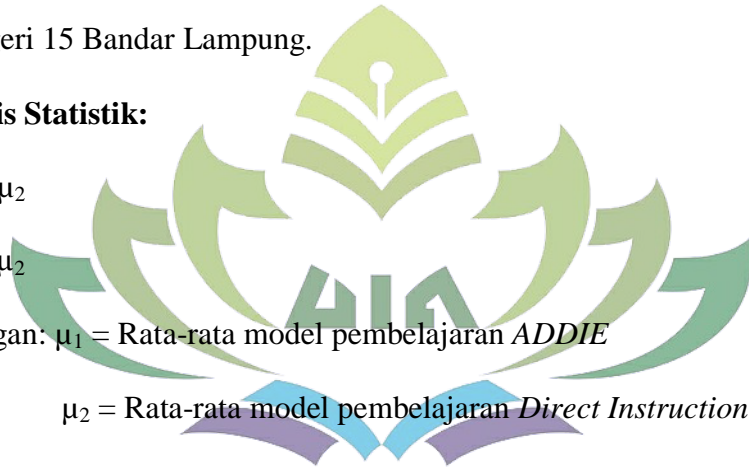 eri 15 Bandar Lampung.
is Statistik:
μ₂
μ₂
gan: μ₁ = Rata-rata model pembelajaran ADDIE
μ₂ = Rata-rata model pembelajaran Direct Instruction
UIN